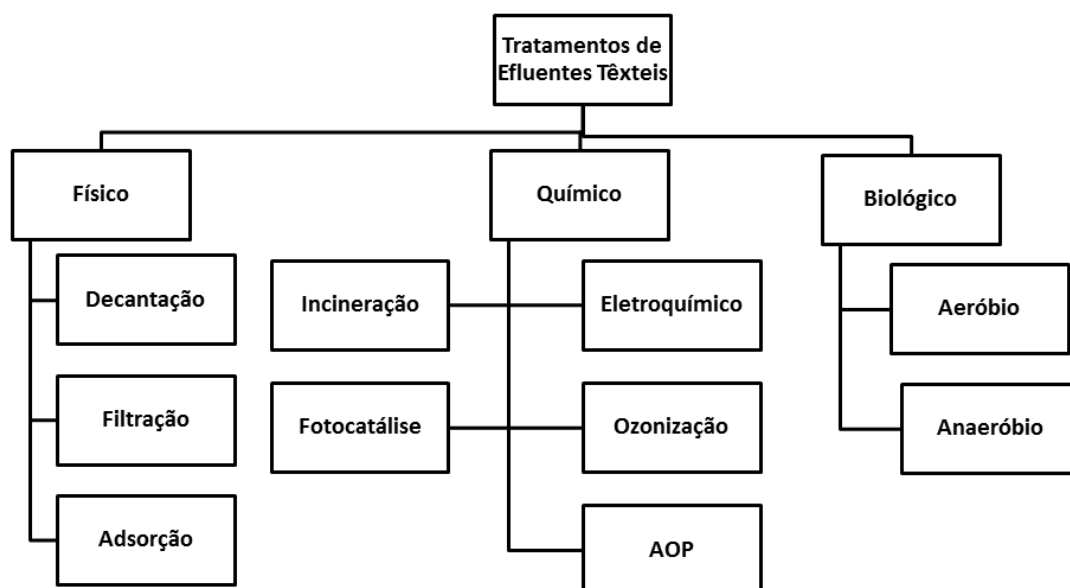 Tratamentos de
Efluentes Têxteis
Físico
Químico
Biológico
Decantação
Filtração
Adsorção
Incineração
Eletroquímico
Fotocatálise
Ozonização
AOP
Aeróbio
Anaeróbio